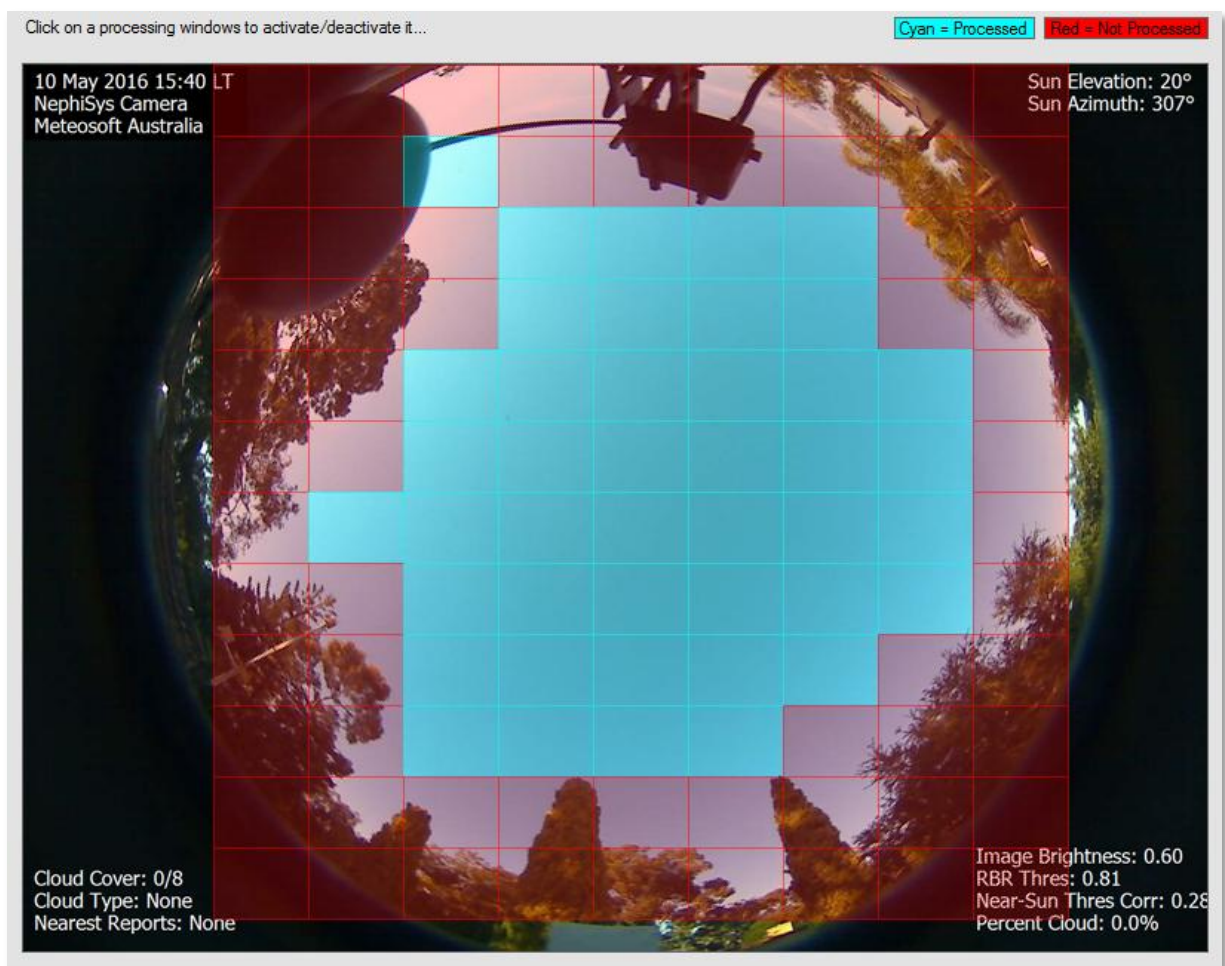 Click on a processing windows to activate/deactivate it...
Cyan = Processed
Red = Not Processed
10 May 2016 15:40 LT
NephiSys Camera
Meteosoft Australia
Sun Elevation: 20°
Sun Azimuth: 307°
Cloud Cover: 0/8
Cloud Type: None
Nearest Reports: None
Image Brightness: 0.60
RBR Thres: 0.81
Near-Sun Thres Corr: 0.28
Percent Cloud: 0.0%